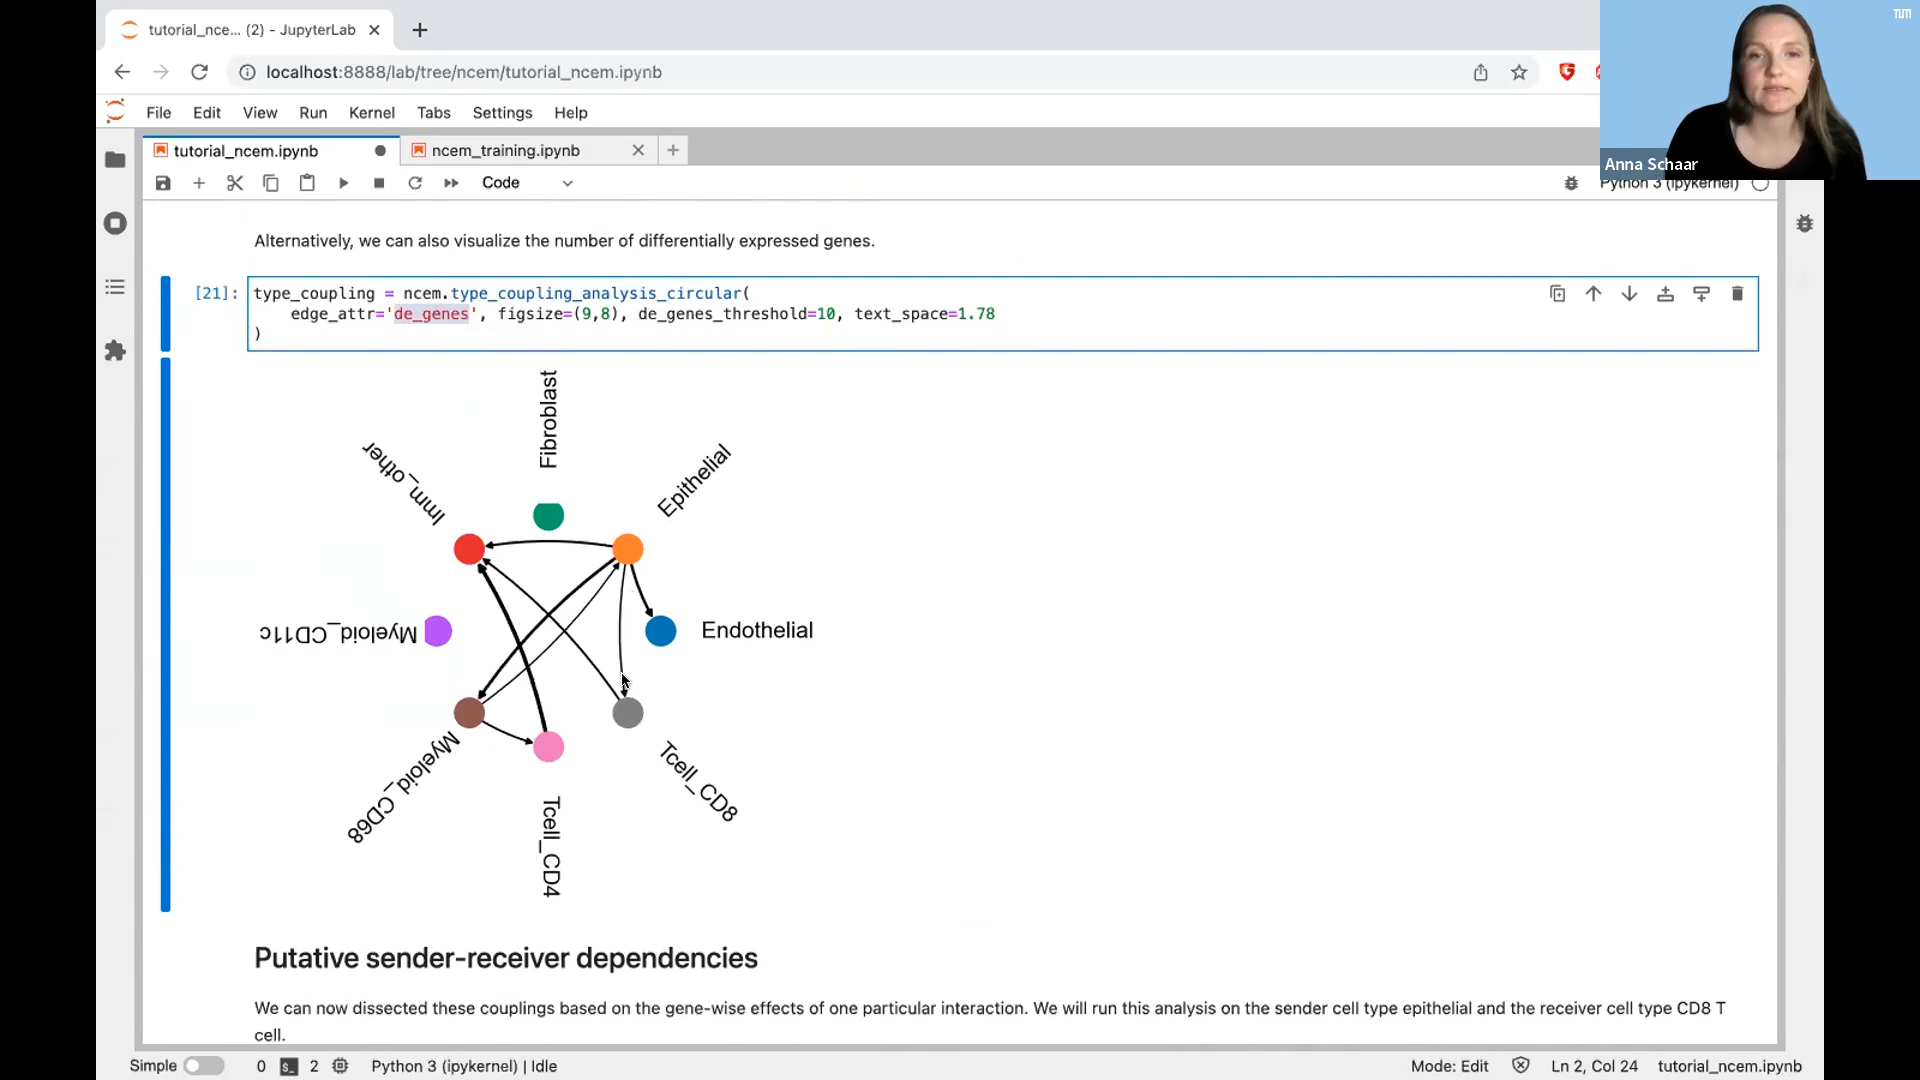 tutorial_nce... (2) - JupyterLab
localhost:8888/lab/tree/ncem/tutorial_ncem.ipynb
TUM
Anna Schaar
File Edit View Run Kernel Tabs Settings Help
tutorial_ncem.ipynb
ncem_training.ipynb
Code
Python 3 (ipykernel)
Alternatively, we can also visualize the number of differentially expressed genes.
[21]:
type_coupling = ncem.type_coupling_analysis_circular(
edge_attr='de_genes', figsize=(9,8), de_genes_threshold=10, text_space=1.78
)
Fibroblast
Imm_other
Epithelial
Myeloid_CD11c
Endothelial
Myeloid_CD68
Tcell_CD8
Tcell_CD4
Putative sender-receiver dependencies
We can now dissected these couplings based on the gene-wise effects of one particular interaction. We will run this analysis on the sender cell type epithelial and the receiver cell type CD8 T
cell.
Simple 0 $_ 2 Python 3 (ipykernel) | Idle Mode: Edit Ln 2, Col 24 tutorial_ncem.ipynb